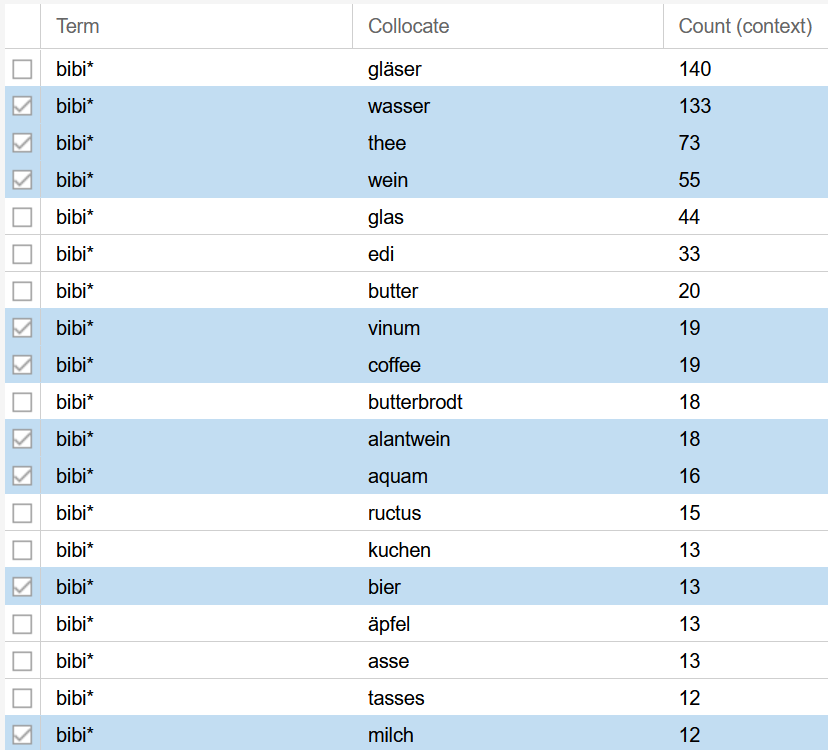 Term Collocate Count (context)
bibi* gläser 140
bibi* wasser 133
bibi* thee 73
bibi* wein 55
bibi* glas 44
bibi* edi 33
bibi* butter 20
bibi* vinum 19
bibi* coffee 19
bibi* butterbrodt 18
bibi* alantwein 18
bibi* aquam 16
bibi* ructus 15
bibi* kuchen 13
bibi* bier 13
bibi* äpfel 13
bibi* asse 13
bibi* tasses 12
bibi* milch 12